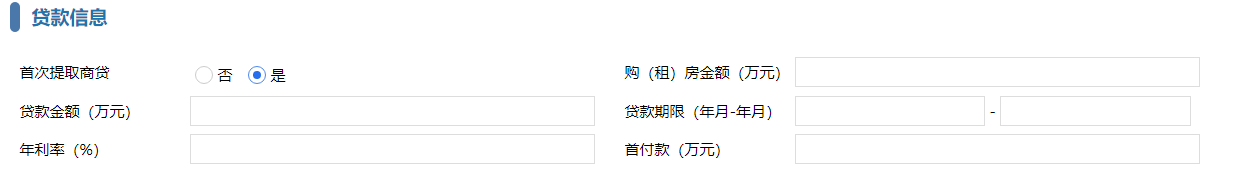 贷款信息
首次提取商贷 否 是 购（租）房金额（万元）
贷款金额（万元） 贷款期限（年月-年月） -
年利率（%） 首付款（万元）